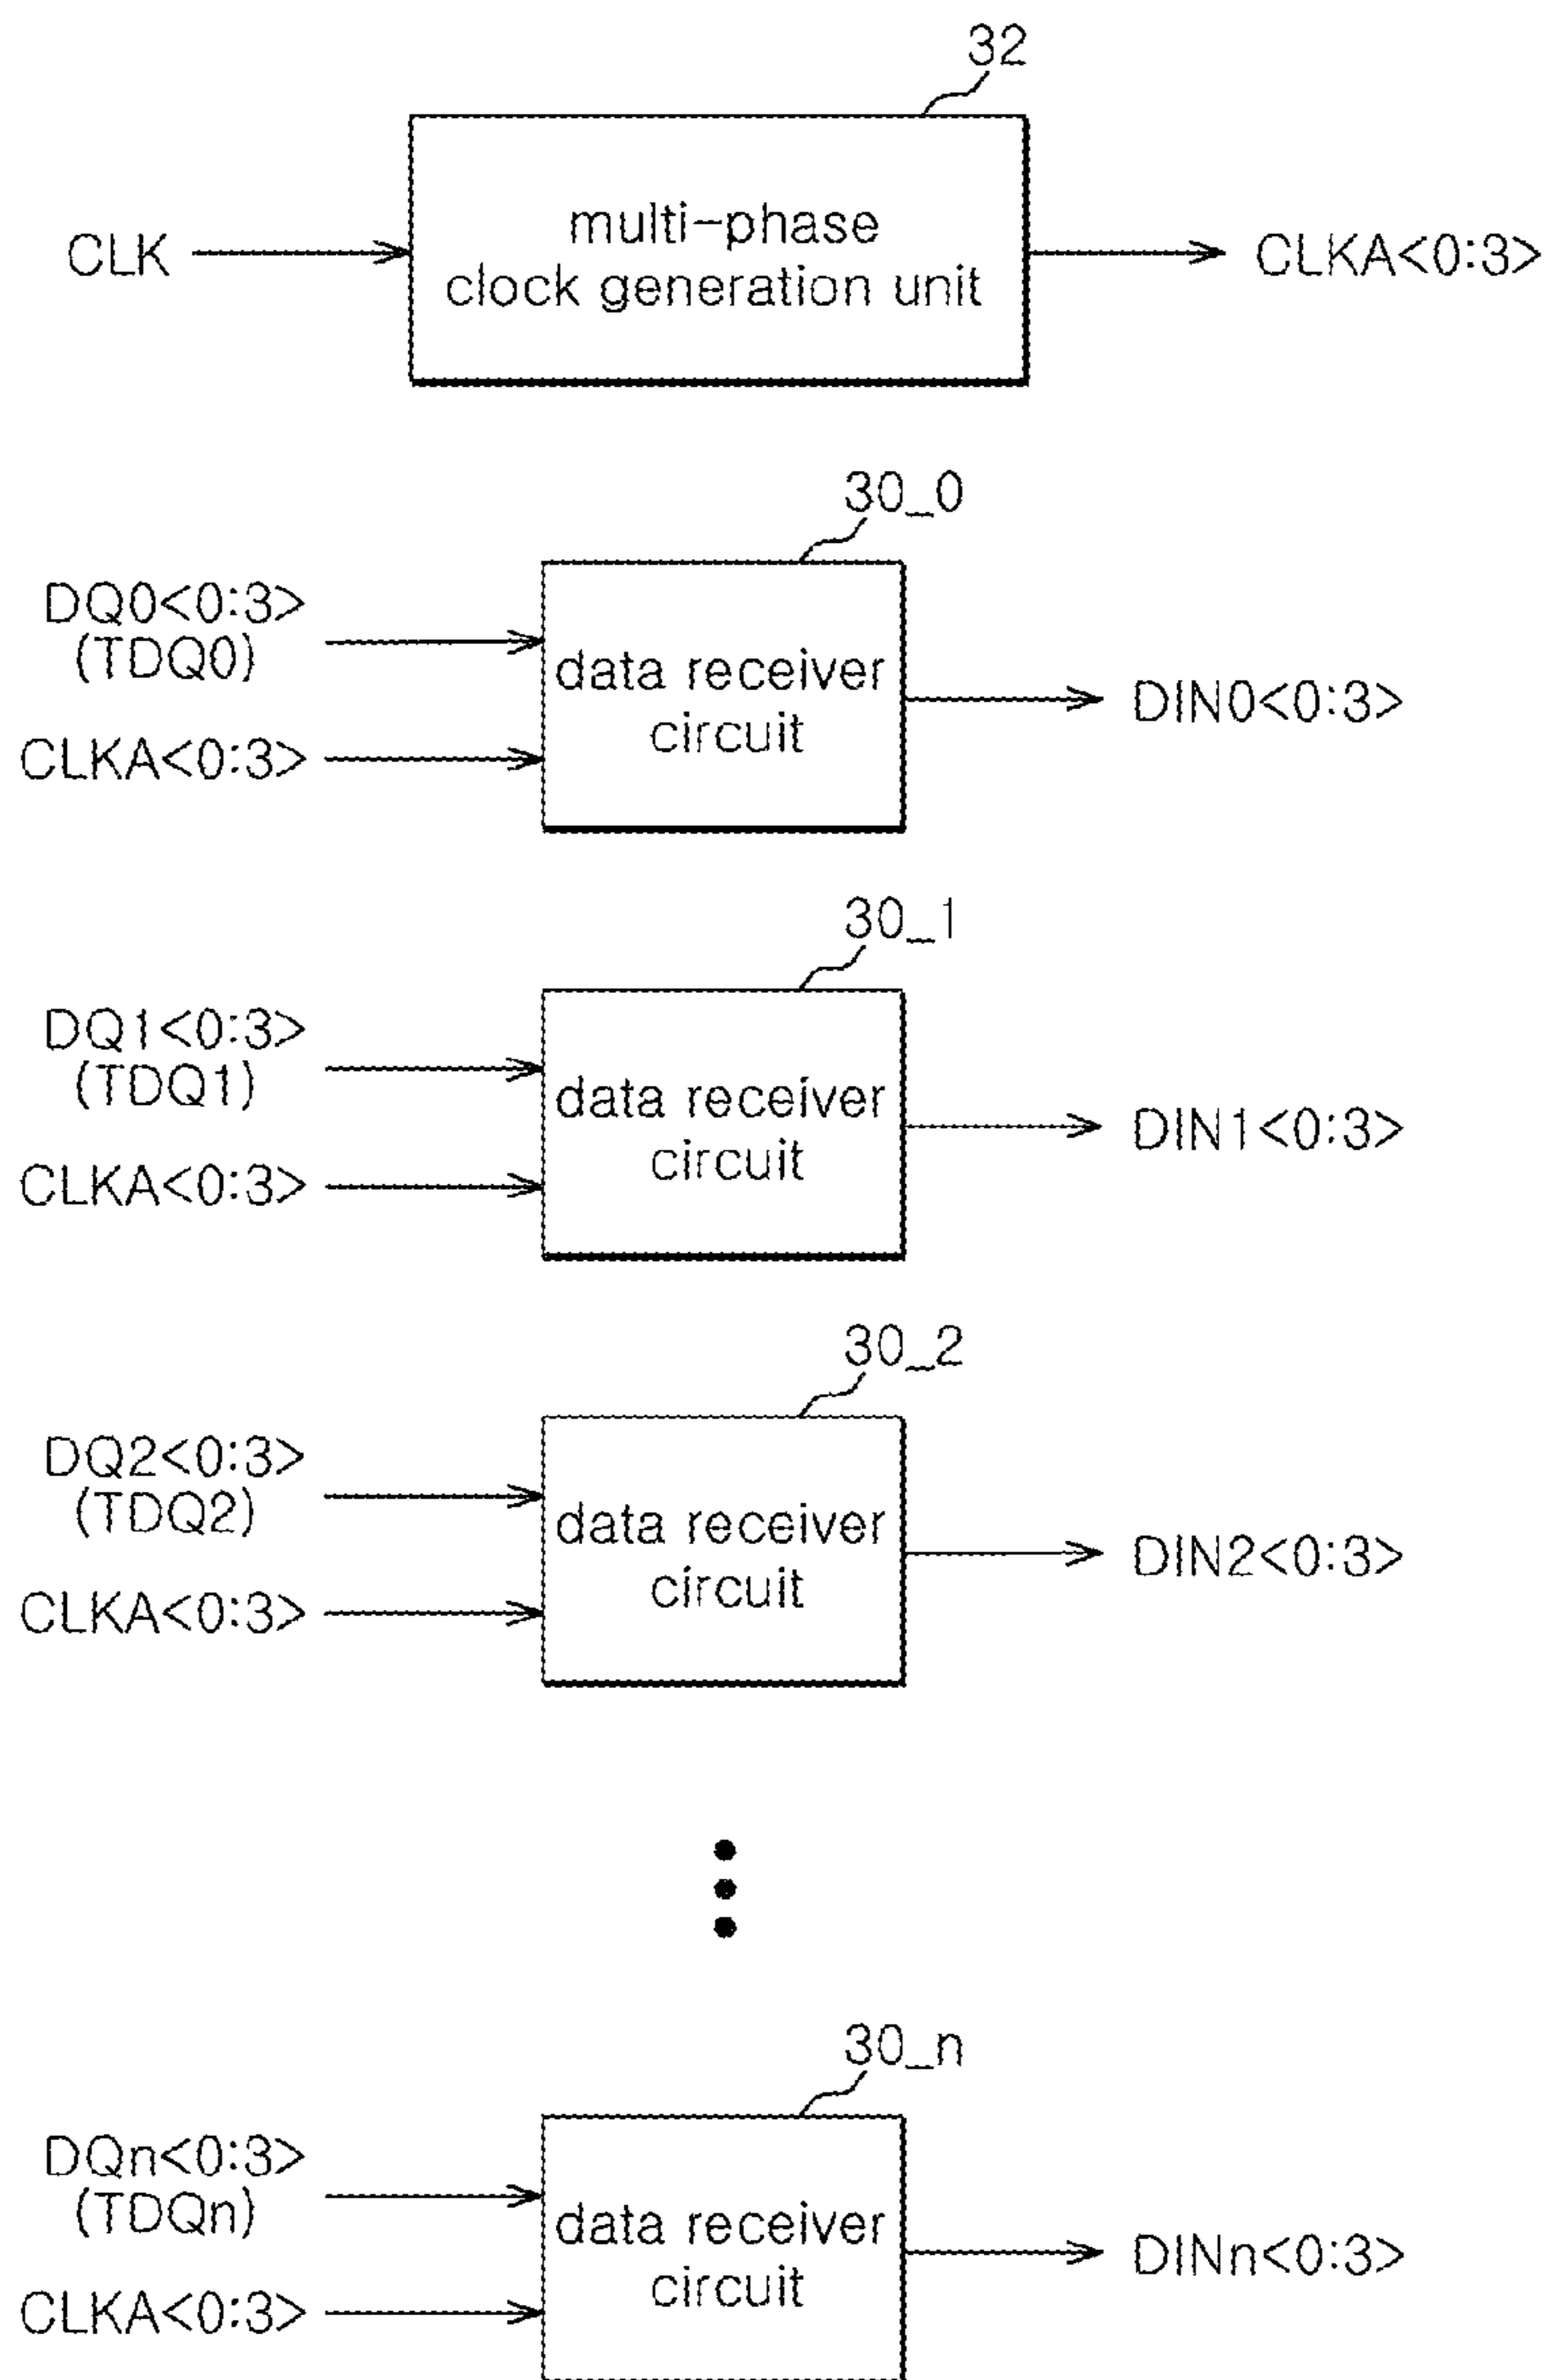 32
CLK
multi-phase
clock generation unit
CLKA<0:3>
30_0
DQ0<0:3>
(TDQ0)
CLKA<0:3>
data receiver
circuit
DIN0<0:3>
30_1
DQ1<0:3>
(TDQ1)
CLKA<0:3>
data receiver
circuit
DIN1<0:3>
30_2
DQ2<0:3>
(TDQ2)
CLKA<0:3>
data receiver
circuit
DIN2<0:3>
30_n
DQn<0:3>
(TDQn)
CLKA<0:3>
data receiver
circuit
DINn<0:3>